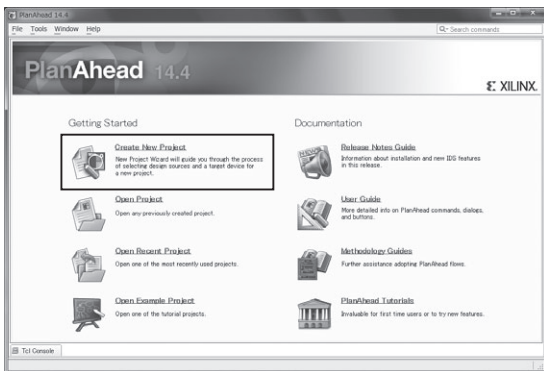 PlanAhead 14.4
File Tools Window Help
Search commands
PlanAhead 14.4
XILINX
Getting Started
Create New Project
New Project Wizard will guide you through the process
of selecting design sources and a target device for
a new project.
Open Project
Open any previously created project.
Open Recent Project
Open one of the most recently used projects.
Open Example Project
Open one of the tutorial projects.
Documentation
Release Notes Guide
Information about installation and new IDS features
in this release.
User Guide
More detailed info on PlanAhead commands, dialogs,
and buttons.
Methodology Guides
Further assistance adopting PlanAhead flows.
PlanAhead Tutorials
Invaluable for first time users or to try new features.
Tcl Console